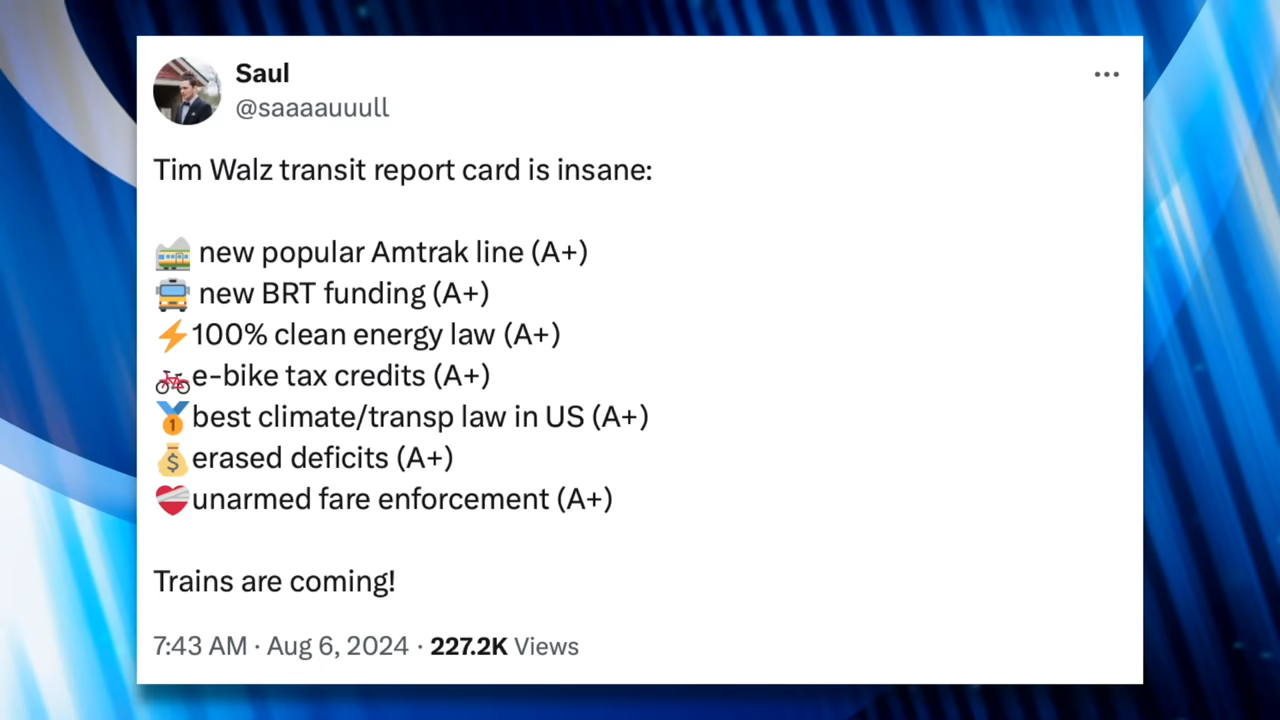 Saul
@saaaauuull
Tim Walz transit report card is insane:
🚞 new popular Amtrak line (A+)
🚍 new BRT funding (A+)
⚡100% clean energy law (A+)
🚲e-bike tax credits (A+)
🥇best climate/transp law in US (A+)
💰erased deficits (A+)
❤️‍🩹unarmed fare enforcement (A+)
Trains are coming!
7:43 AM · Aug 6, 2024 · 227.2K Views